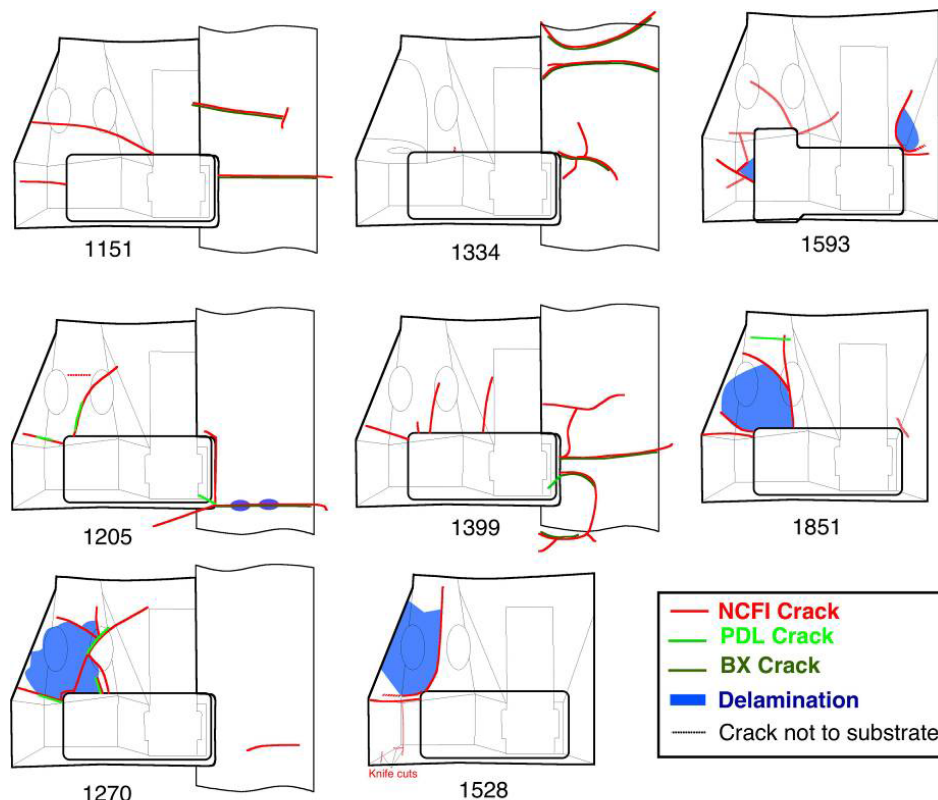 1151
1334
1593
1205
1399
1851
1270
Knife cuts
1528
NCFI Crack
PDL Crack
BX Crack
Delamination
Crack not to substrate